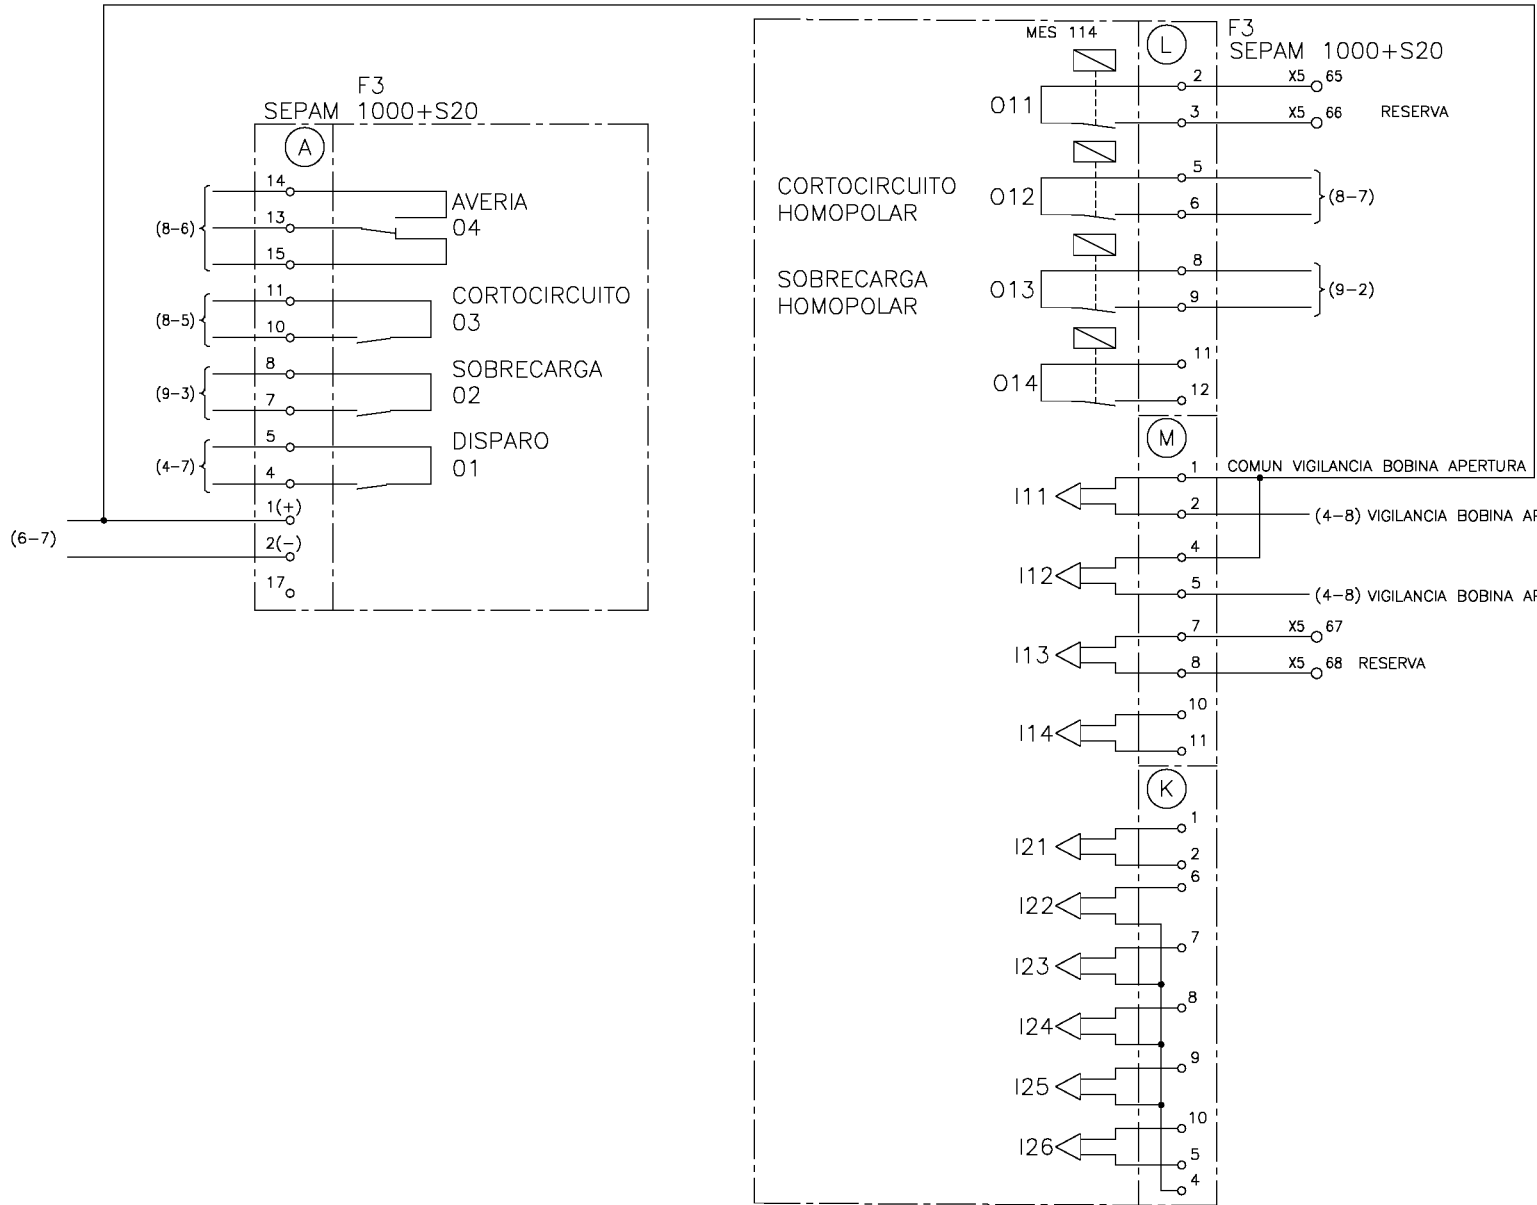 F3
SEPAM 1000+S20
A
14
13
15
(8-6)
AVERIA
O4
11
10
(8-5)
CORTOCIRCUITO
O3
8
7
(9-3)
SOBRECARGA
O2
5
4
(4-7)
DISPARO
O1
1(+)
2(-)
(6-7)
17
MES 114
L
F3
SEPAM 1000+S20
O11
2
X5 65
3
X5 66 RESERVA
CORTOCIRCUITO
HOMOPOLAR
O12
5
6
(8-7)
SOBRECARGA
HOMOPOLAR
O13
8
9
(9-2)
O14
11
12
M
I11
1
COMUN VIGILANCIA BOBINA APERTURA
2
(4-8) VIGILANCIA BOBINA
I12
4
5
(4-8) VIGILANCIA BOBINA
I13
7
X5 67
8
X5 68 RESERVA
I14
10
11
K
I21
1
2
I22
6
I23
7
I24
8
I25
9
I26
10
5
4